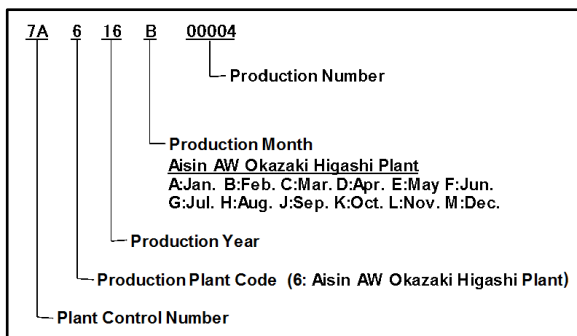 7A 6 16 B 00004
Production Number
Production Month
Aisin AW Okazaki Higashi Plant
A:Jan. B:Feb. C:Mar. D:Apr. E:May F:Jun.
G:Jul. H:Aug. J:Sep. K:Oct. L:Nov. M:Dec.
Production Year
Production Plant Code (6: Aisin AW Okazaki Higashi Plant)
Plant Control Number